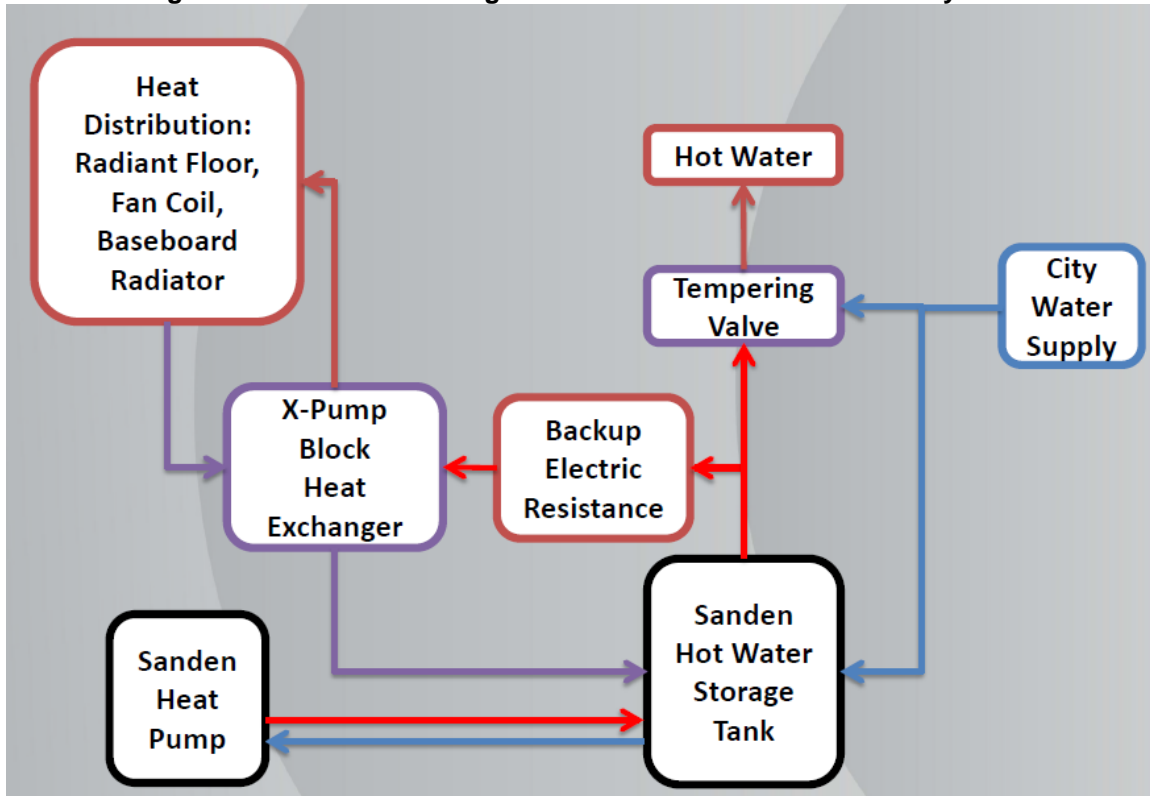 Heat
Distribution:
Radiant Floor,
Fan Coil,
Baseboard
Radiator
Hot Water
Tempering
Valve
City
Water
Supply
X-Pump
Block
Heat
Exchanger
Backup
Electric
Resistance
Sanden
Heat
Pump
Sanden
Hot Water
Storage
Tank